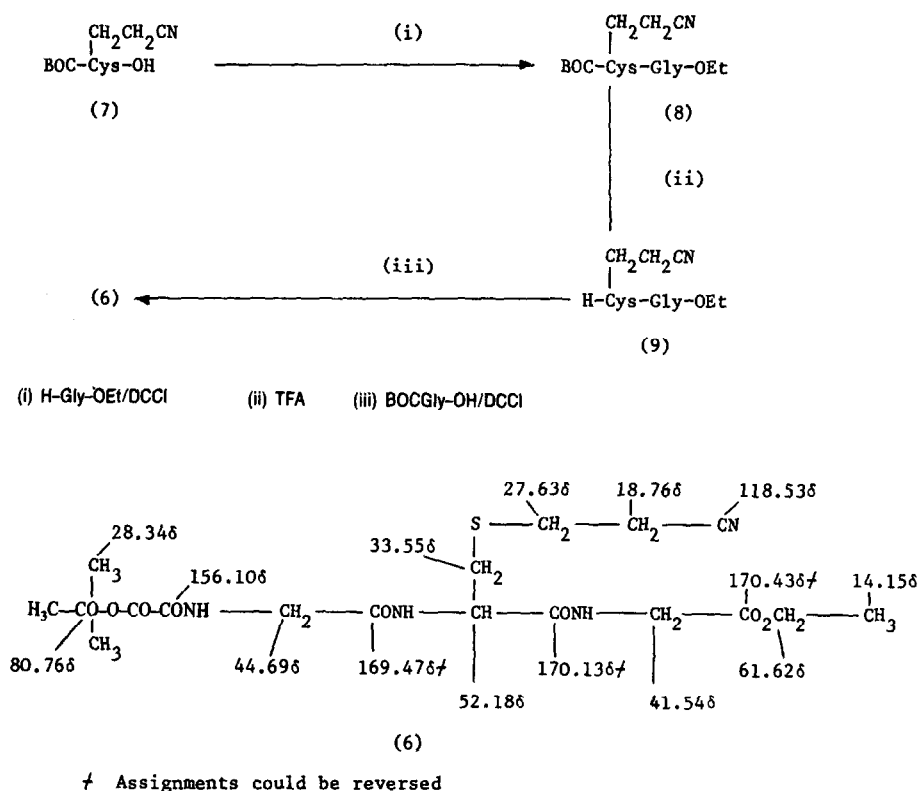 CH2CH2CN (i) CH2CH2CN
BOC-Cys-OH BOC-Cys-Gly-OEt
(7) (8)
(ii)
CH2CH2CN
(iii)
(6) H-Cys-Gly-OEt
(9)
(i) H-Gly-OEt/DCCl (ii) TFA (iii) BOCGly-OH/DCCl
27.63δ 18.76δ 118.53δ
28.34δ S CH2 CH2 CN
33.55δ
CH3 156.10δ CH2 170.43δ⌿ 14.15δ
H3C-CO-O-CO-CONH CH2 CONH CH CONH CH2 CO2CH2 CH3
CH3
80.76δ 44.69δ 169.47δ⌿ 170.13δ⌿ 61.62δ
52.18δ 41.54δ
(6)
⌿ Assignments could be reversed